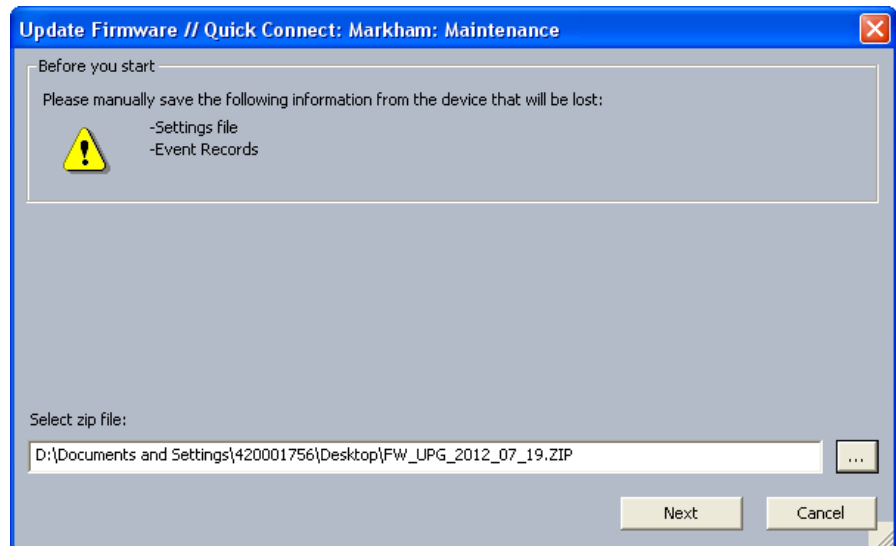 Update Firmware // Quick Connect: Markham: Maintenance
Before you start
Please manually save the following information from the device that will be lost:
-Settings file
-Event Records
Select zip file:
D:\Documents and Settings\420001756\Desktop\FW_UPG_2012_07_19.ZIP
...
Next
Cancel